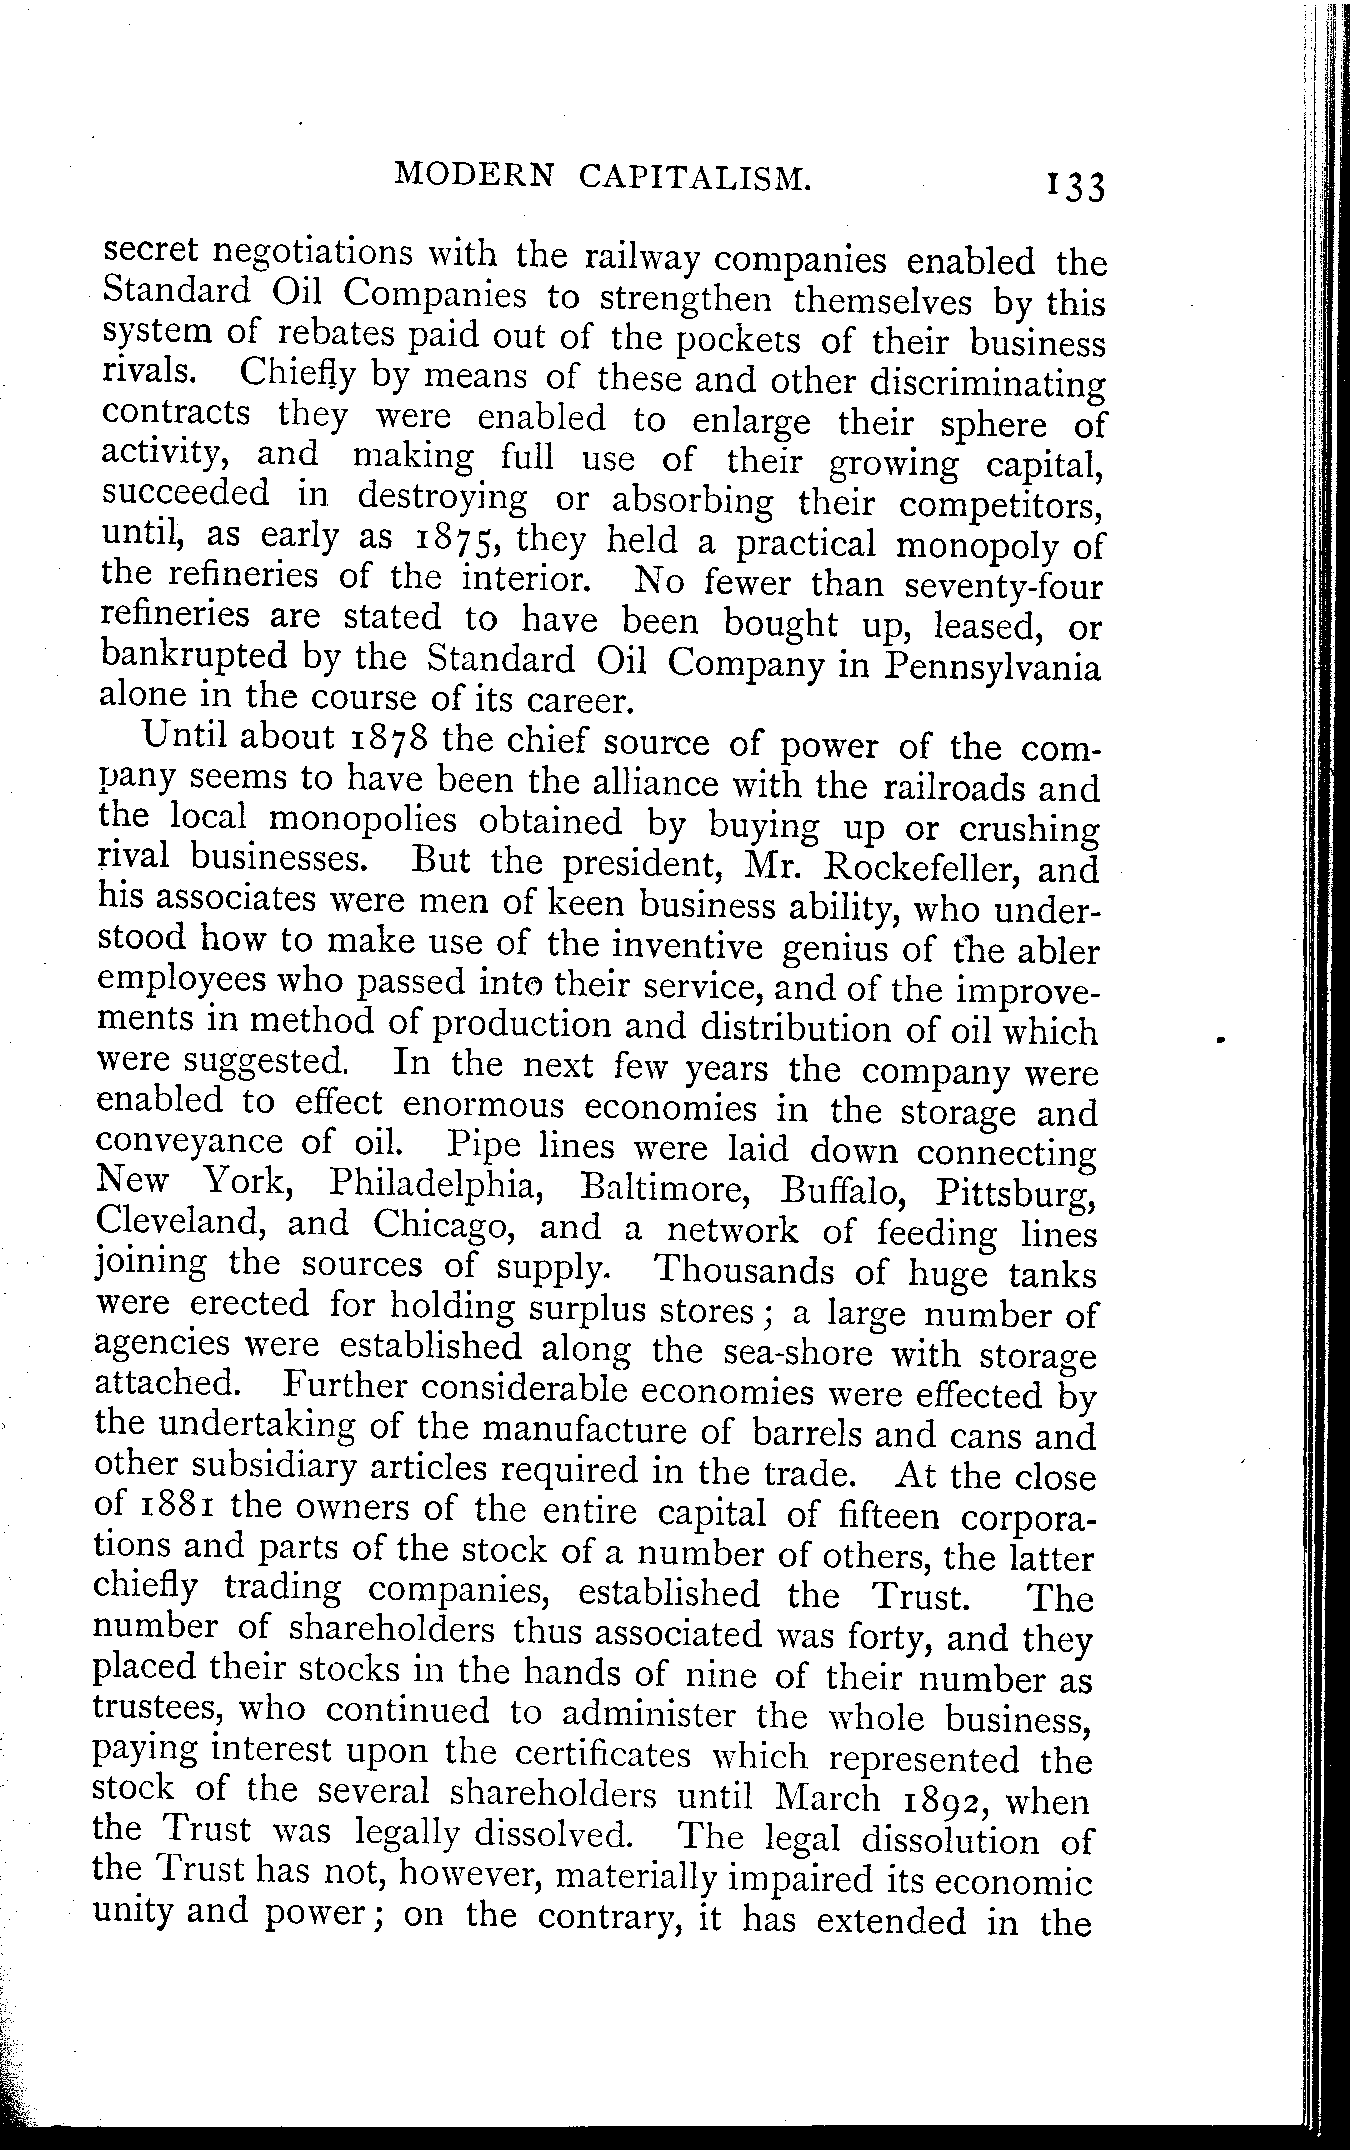 MODERN CAPITALISM. 133
secret negotiations with the railway companies enabled the
Standard Oil Companies to strengthen themselves by this
system of rebates paid out of the pockets of their business
rivals. Chiefly by means of these and other discriminating
contracts they were enabled to enlarge their sphere of
activity, and making full use of their growing capital,
succeeded in destroying or absorbing their competitors,
until, as early as 1875, they held a practical monopoly of
the refineries of the interior. No fewer than seventy-four
refineries are stated to have been bought up, leased, or
bankrupted by the Standard Oil Company in Pennsylvania
alone in the course of its career.
Until about 1878 the chief source of power of the com-
pany seems to have been the alliance with the railroads and
the local monopolies obtained by buying up or crushing
rival businesses. But the president, Mr. Rockefeller, and
his associates were men of keen business ability, who under-
stood how to make use of the inventive genius of the abler
employees who passed into their service, and of the improve-
ments in method of production and distribution of oil which
were suggested. In the next few years the company were
enabled to effect enormous economies in the storage and
conveyance of oil. Pipe lines were laid down connecting
New York, Philadelphia, Baltimore, Buffalo, Pittsburg,
Cleveland, and Chicago, and a network of feeding lines
joining the sources of supply. Thousands of huge tanks
were erected for holding surplus stores; a large number of
agencies were established along the sea-shore with storage
attached. Further considerable economies were effected by
the undertaking of the manufacture of barrels and cans and
other subsidiary articles required in the trade. At the close
of 1881 the owners of the entire capital of fifteen corpora-
tions and parts of the stock of a number of others, the latter
chiefly trading companies, established the Trust. The
number of shareholders thus associated was forty, and they
placed their stocks in the hands of nine of their number as
trustees, who continued to administer the whole business,
paying interest upon the certificates which represented the
stock of the several shareholders until March 1892, when
the Trust was legally dissolved. The legal dissolution of
the Trust has not, however, materially impaired its economic
unity and power; on the contrary, it has extended in the